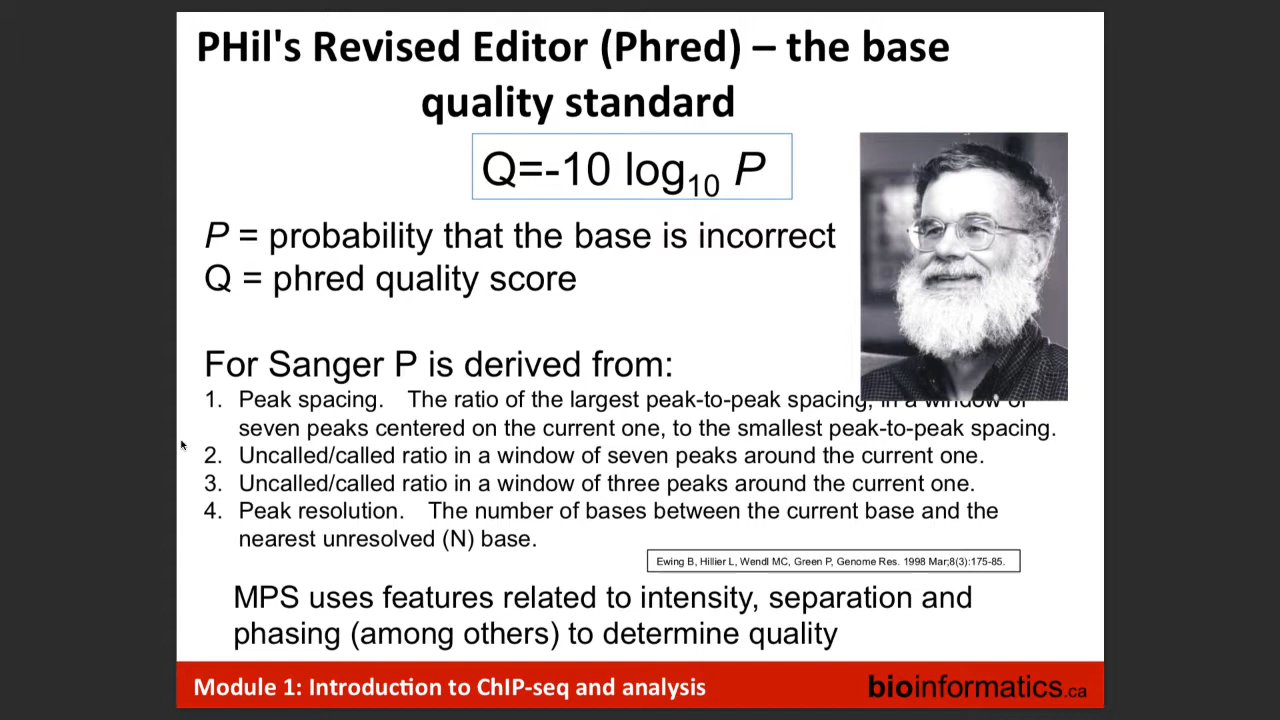 PHil's Revised Editor (Phred) – the base
quality standard
Q=-10 log10 P
P = probability that the base is incorrect
Q = phred quality score
For Sanger P is derived from:
1. Peak spacing. The ratio of the largest peak-to-peak spacing, in a window of
seven peaks centered on the current one, to the smallest peak-to-peak spacing.
2. Uncalled/called ratio in a window of seven peaks around the current one.
3. Uncalled/called ratio in a window of three peaks around the current one.
4. Peak resolution. The number of bases between the current base and the
nearest unresolved (N) base.
Ewing B, Hillier L, Wendl MC, Green P, Genome Res. 1998 Mar;8(3):175-85.
MPS uses features related to intensity, separation and
phasing (among others) to determine quality
Module 1: Introduction to ChIP-seq and analysis
bioinformatics.ca